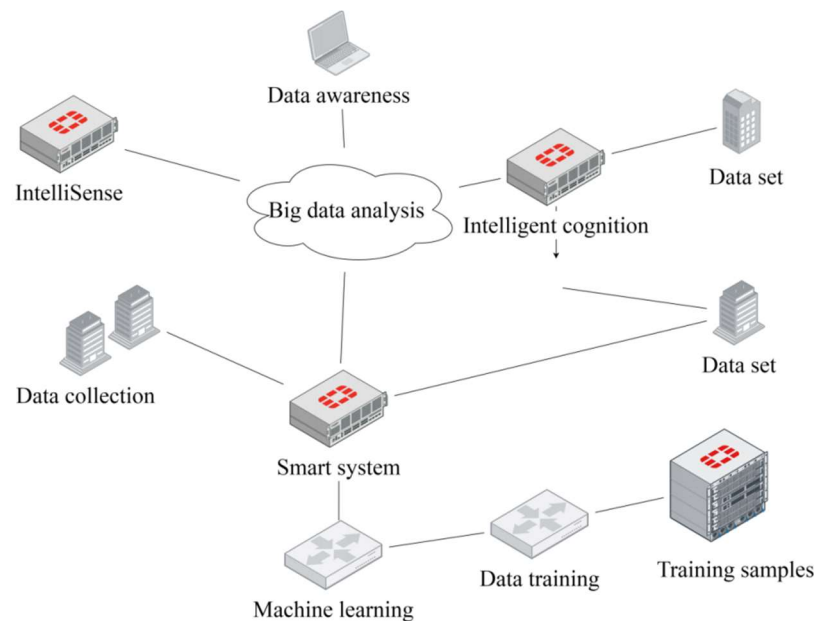 Data awareness
IntelliSense
Data set
Big data analysis
Intelligent cognition
Data collection
Data set
Smart system
Machine learning
Data training
Training samples